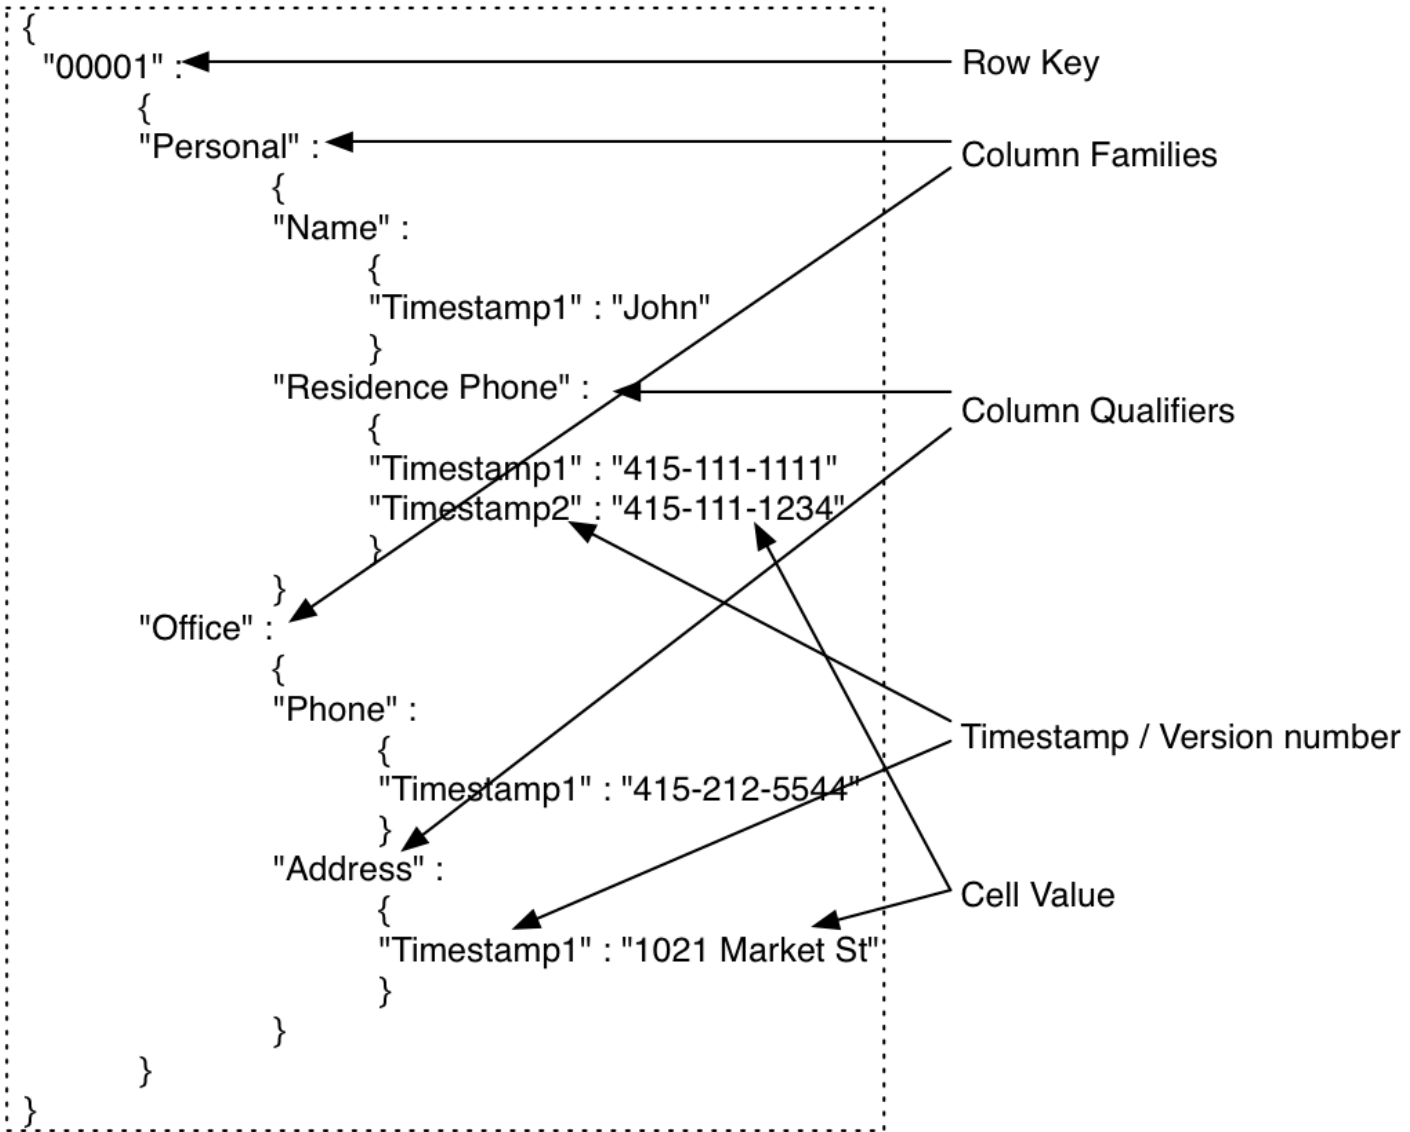 {
"00001" :
Row Key
{
"Personal" :
Column Families
{
"Name" :
{
"Timestamp1" : "John"
}
"Residence Phone" :
Column Qualifiers
{
"Timestamp1" : "415-111-1111"
"Timestamp2" : "415-111-1234"
}
}
"Office" :
{
"Phone" :
Timestamp / Version number
{
"Timestamp1" : "415-212-5544"
}
"Address" :
Cell Value
{
"Timestamp1" : "1021 Market St"
}
}
}
}